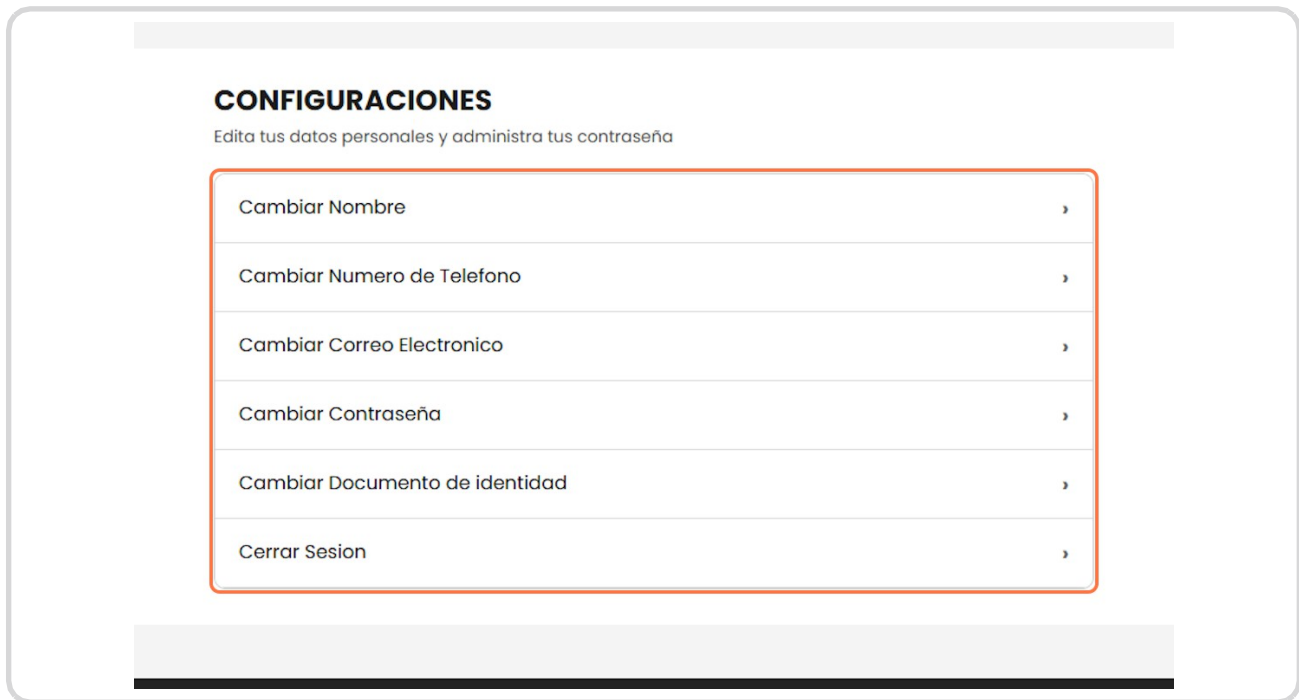 CONFIGURACIONES
Edita tus datos personales y administra tus contraseña
Cambiar Nombre
Cambiar Numero de Telefono
Cambiar Correo Electronico
Cambiar Contraseña
Cambiar Documento de identidad
Cerrar Sesion